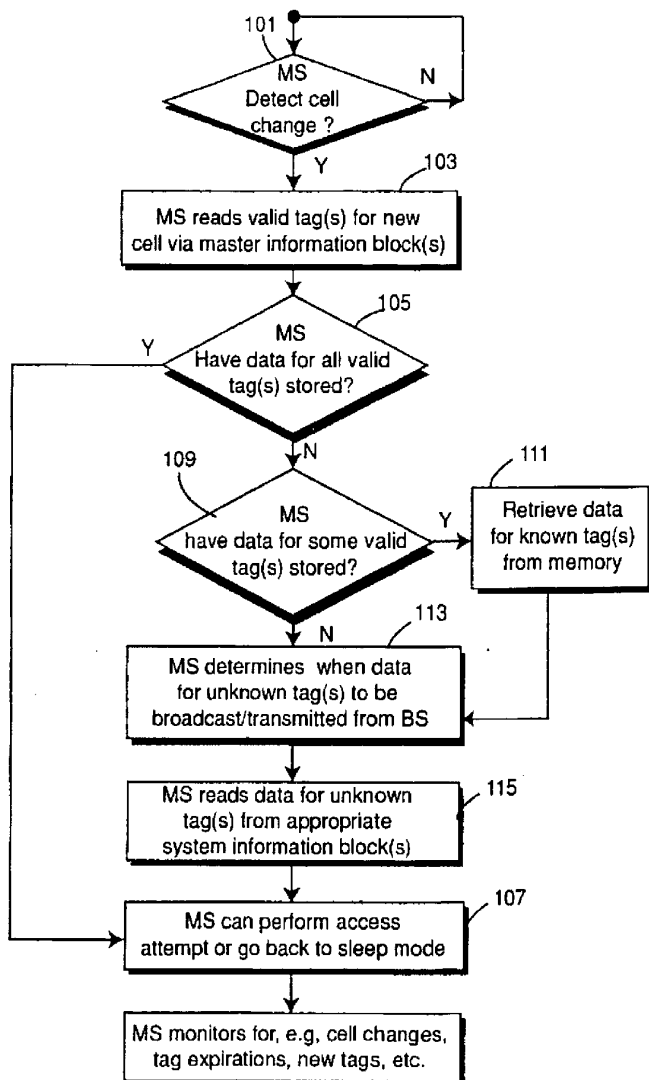 101
MS
Detect cell
change ?
N
Y
103
MS reads valid tag(s) for new
cell via master information block(s)
105
MS
Have data for all valid
tag(s) stored?
Y
N
109
MS
have data for some valid
tag(s) stored?
Y
111
Retrieve data
for known tag(s)
from memory
N
113
MS determines when data
for unknown tag(s) to be
broadcast/transmitted from BS
115
MS reads data for unknown
tag(s) from appropriate
system information block(s)
107
MS can perform access
attempt or go back to sleep mode
MS monitors for, e.g, cell changes,
tag expirations, new tags, etc.